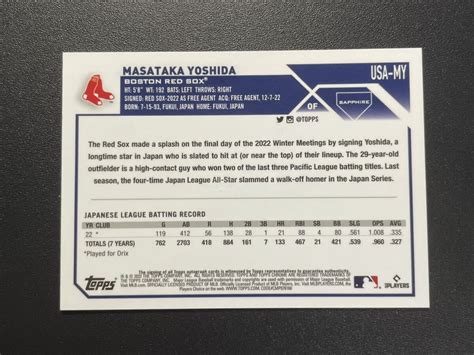 USA-MY
MASATAKA YOSHIDA
BOSTON RED SOX®
HT: 5'8" WT: 192 BATS: LEFT THROWS: RIGHT
SIGNED: RED SOX-2022 AS FREE AGENT ACQ: FREE AGENT, 12-7-22
BORN: 7-15-93, FUKUI, JAPAN HOME: FUKUI, JAPAN
OF
SAPPHIRE
@TOPPS
The Red Sox made a splash on the final day of the 2022 Winter Meetings by signing Yoshida, a
longtime star in Japan who is slated to hit at (or near the top) of their lineup. The 29-year-old
outfielder is a high-contact guy who won two of the last three Pacific League batting titles. Last
season, the four-time Japan League All-Star slammed a walk-off homer in the Japan Series.
JAPANESE LEAGUE BATTING RECORD
YR CLUB G AB R H 2B 3B HR RBI SB BB SLG OPS AVG
22 * 119 412 56 138 28 1 21 88 4 80 .561 1.008 .335
TOTALS (7 YEARS) 762 2703 418 884 161 7 133 467 21 421 .539 .960 .327
*Played for Orix
Topps
MLB
PLAYERS